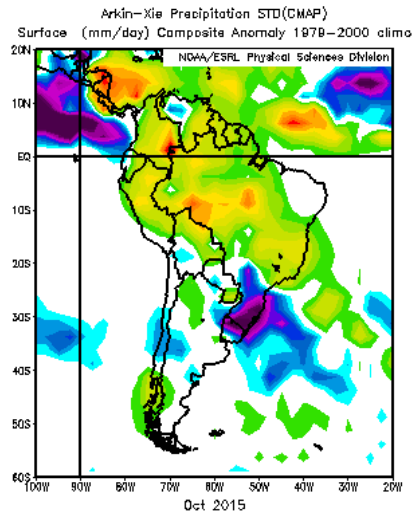 Arkin-Xie Precipitation STD(CMAP)
Surface (mm/day) Composite Anomaly 1979-2000 climo
NOAA/ESRL Physical Sciences Division
20N
10N
EQ
10S
20S
30S
40S
50S
60S
100W 90W 80W 70W 60W 50W 40W 30W 20W
Oct 2015